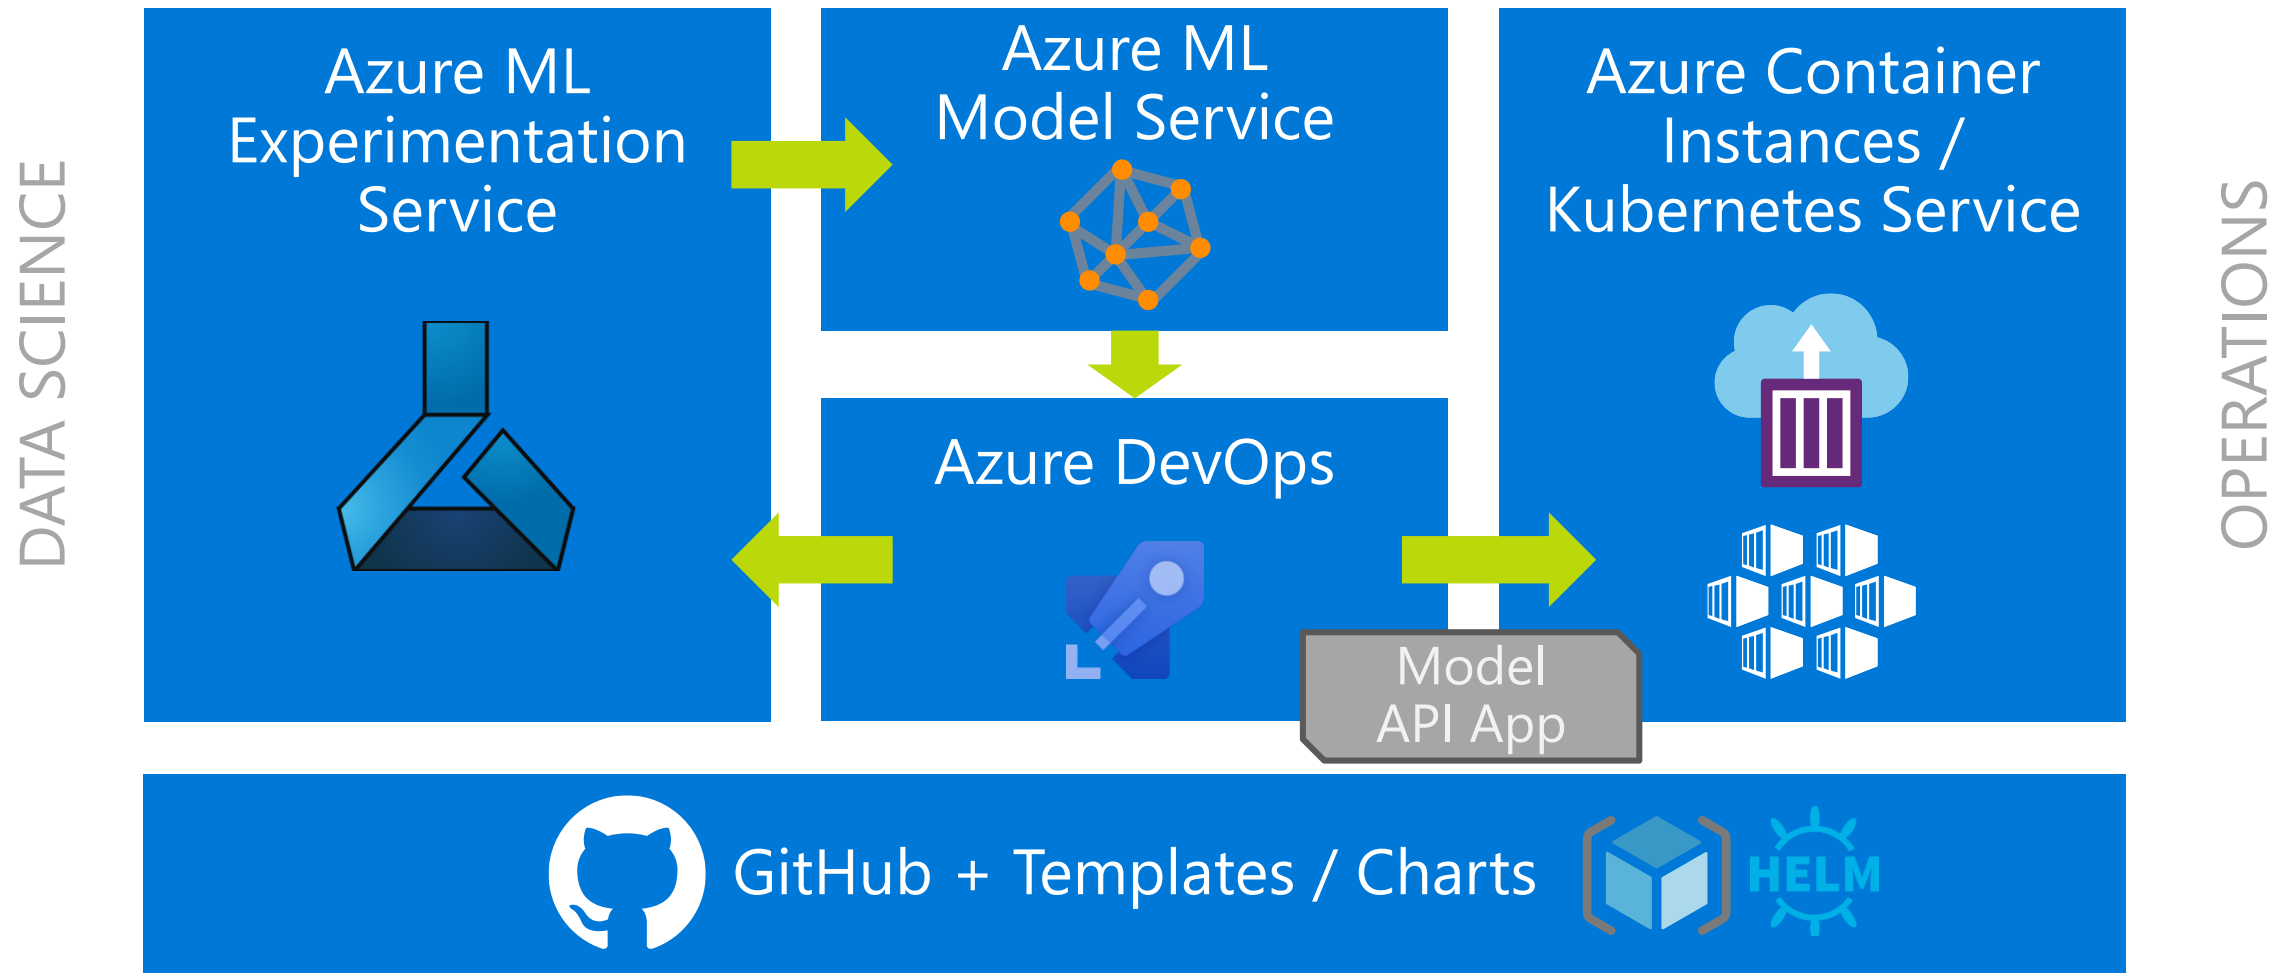 DATA SCIENCE
Azure ML
Experimentation
Service
Azure ML
Model Service
Azure DevOps
Azure Container
Instances /
Kubernetes Service
Model
API App
OPERATIONS
GitHub + Templates / Charts
HELM